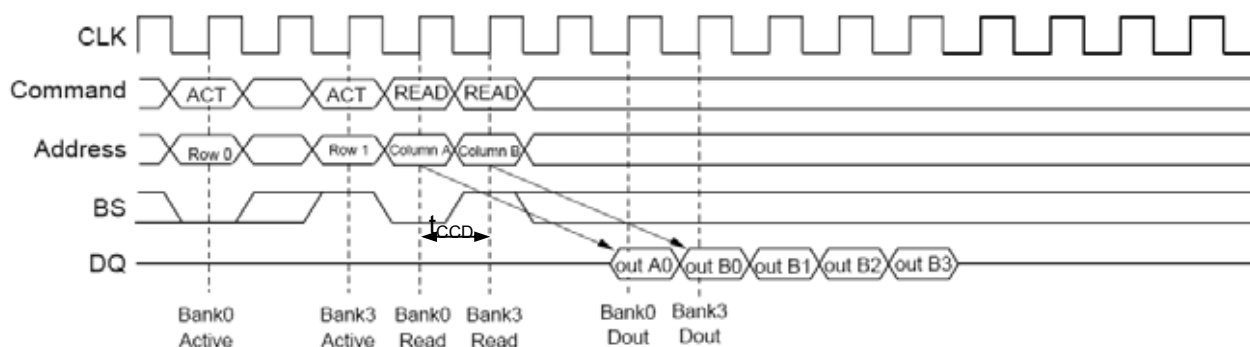 CLK
Command ACT ACT READ READ
Address Row 0 Row 1 Column A Column B
BS
tCCD
DQ out A0 out B0 out B1 out B2 out B3
Bank0 Bank3 Bank0 Bank3 Bank0 Bank3
Active Active Read Read Dout Dout